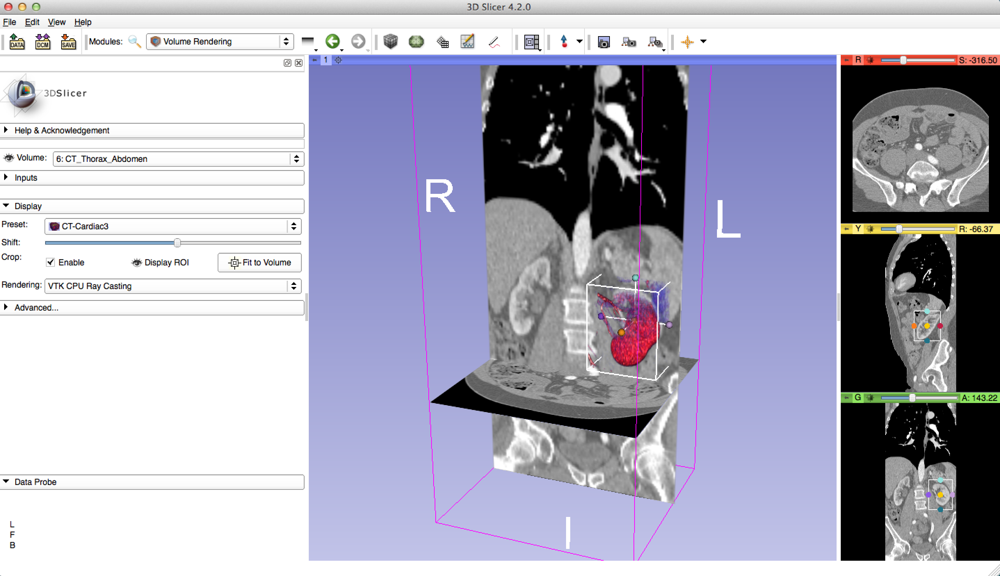 3D Slicer 4.2.0
File Edit View Help
DATA DCM SAVE Modules: Volume Rendering
1
R S: -316.50
3DSlicer
Help & Acknowledgement
Volume: 6: CT_Thorax_Abdomen
Inputs
Display
Preset: CT-Cardiac3
Shift:
Crop: Enable Display ROI Fit to Volume
Rendering: VTK CPU Ray Casting
Advanced...
Data Probe
L
F
B
R
L
I
Y R: -66.37
G A: 143.22